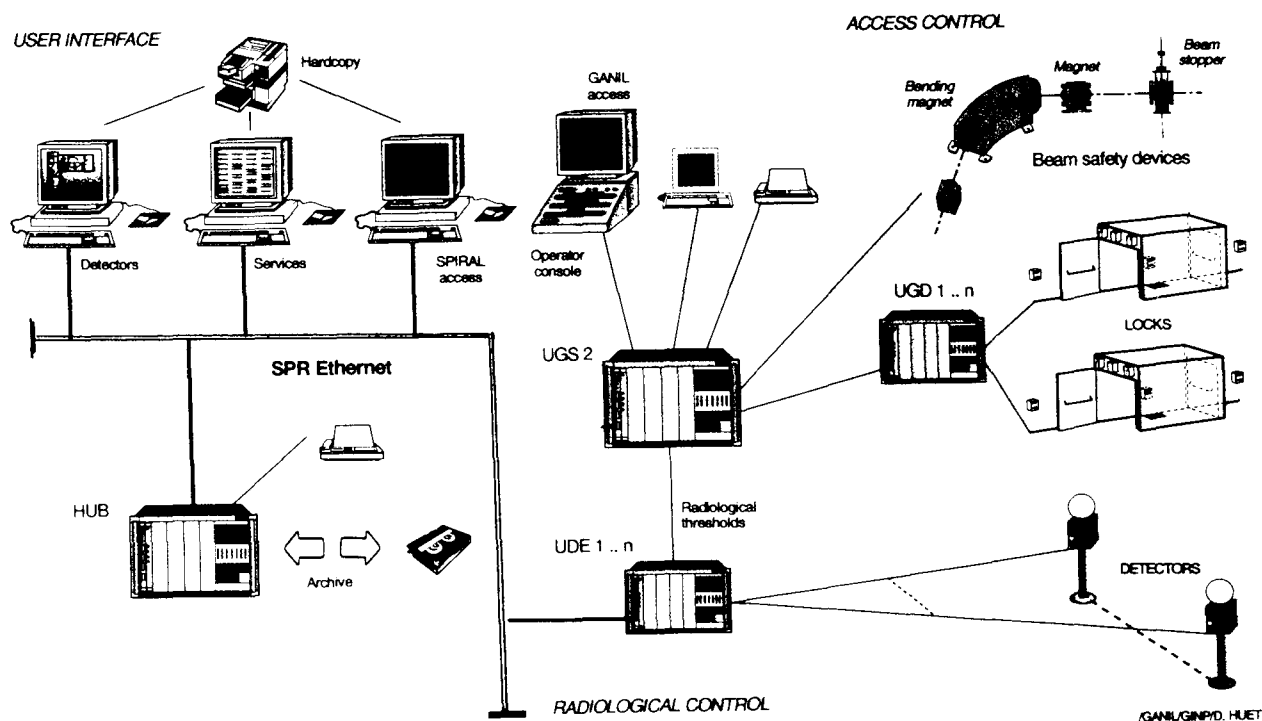 USER INTERFACE
ACCESS CONTROL
Hardcopy
GANIL
access
Bending
magnet
Magnet
Beam
stopper
Beam safety devices
Detectors
Services
SPIRAL
access
Operator
console
UGD 1 .. n
LOCKS
UGS 2
SPR Ethernet
HUB
Archive
Radiological
thresholds
UDE 1 .. n
DETECTORS
RADIOLOGICAL CONTROL
/GANIL/GINP/D. HUET